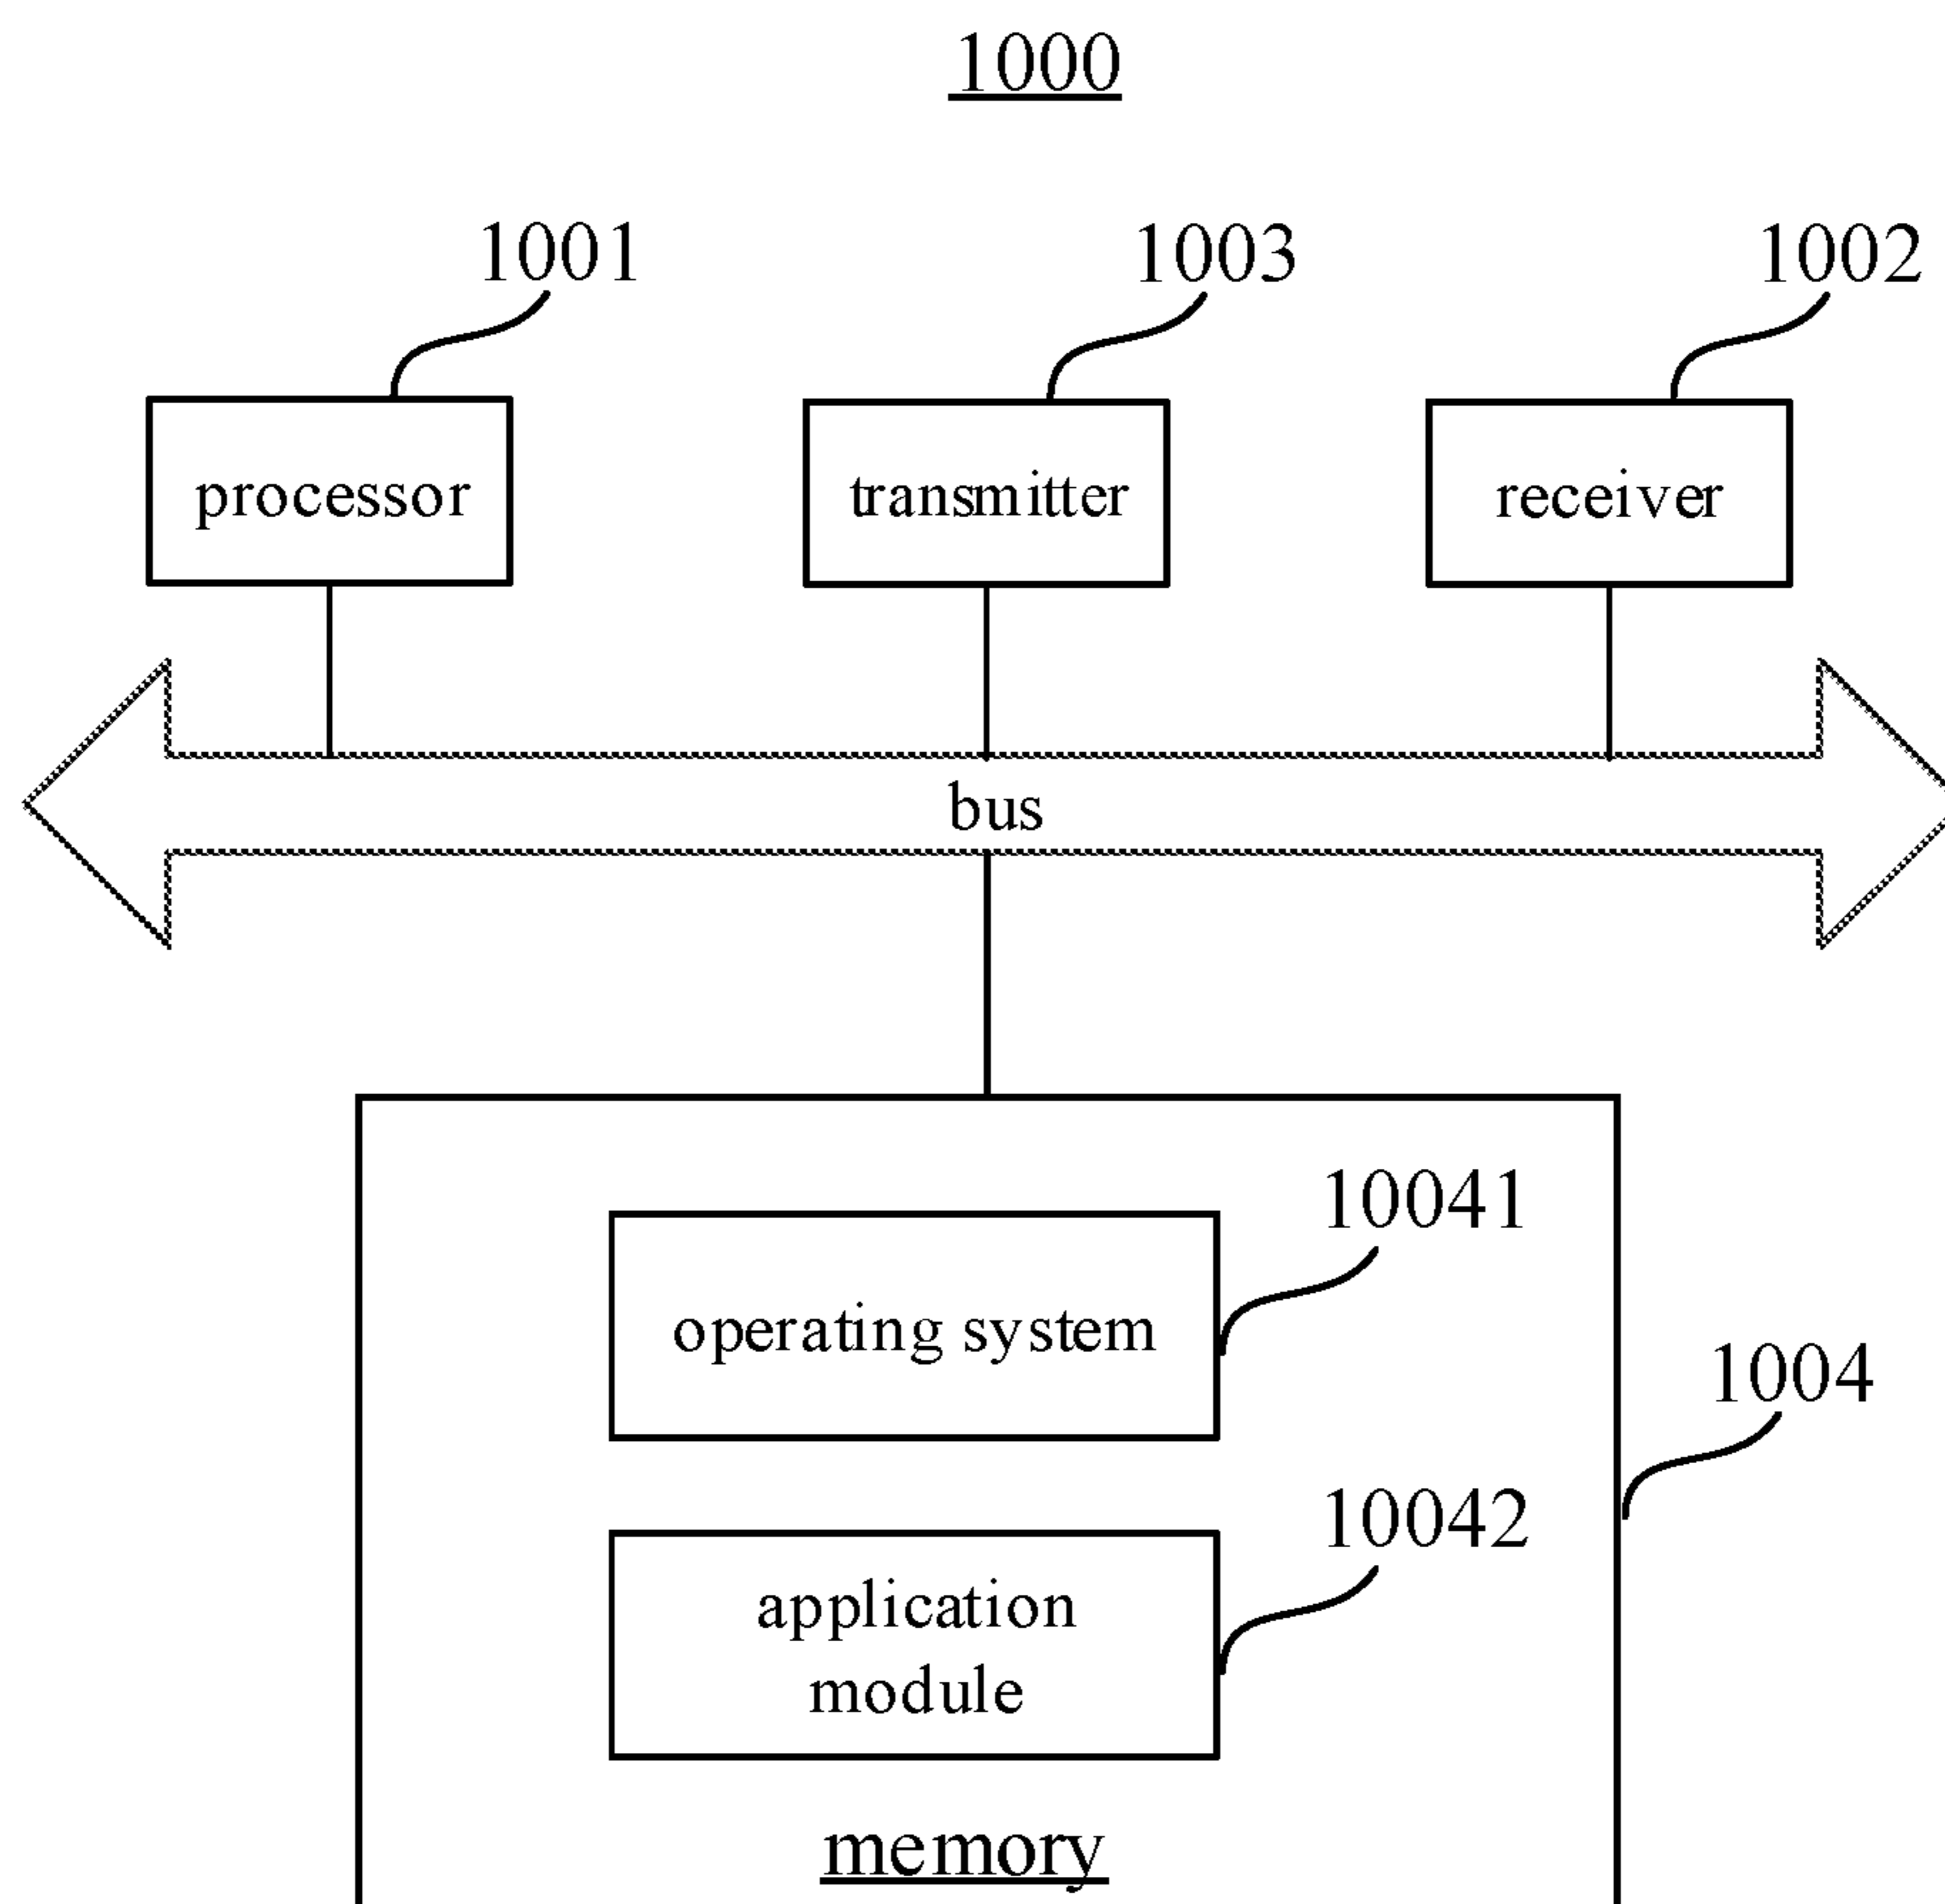 1000
1001
1003
1002
processor
transmitter
receiver
bus
10041
operating system
1004
10042
application
module
memory